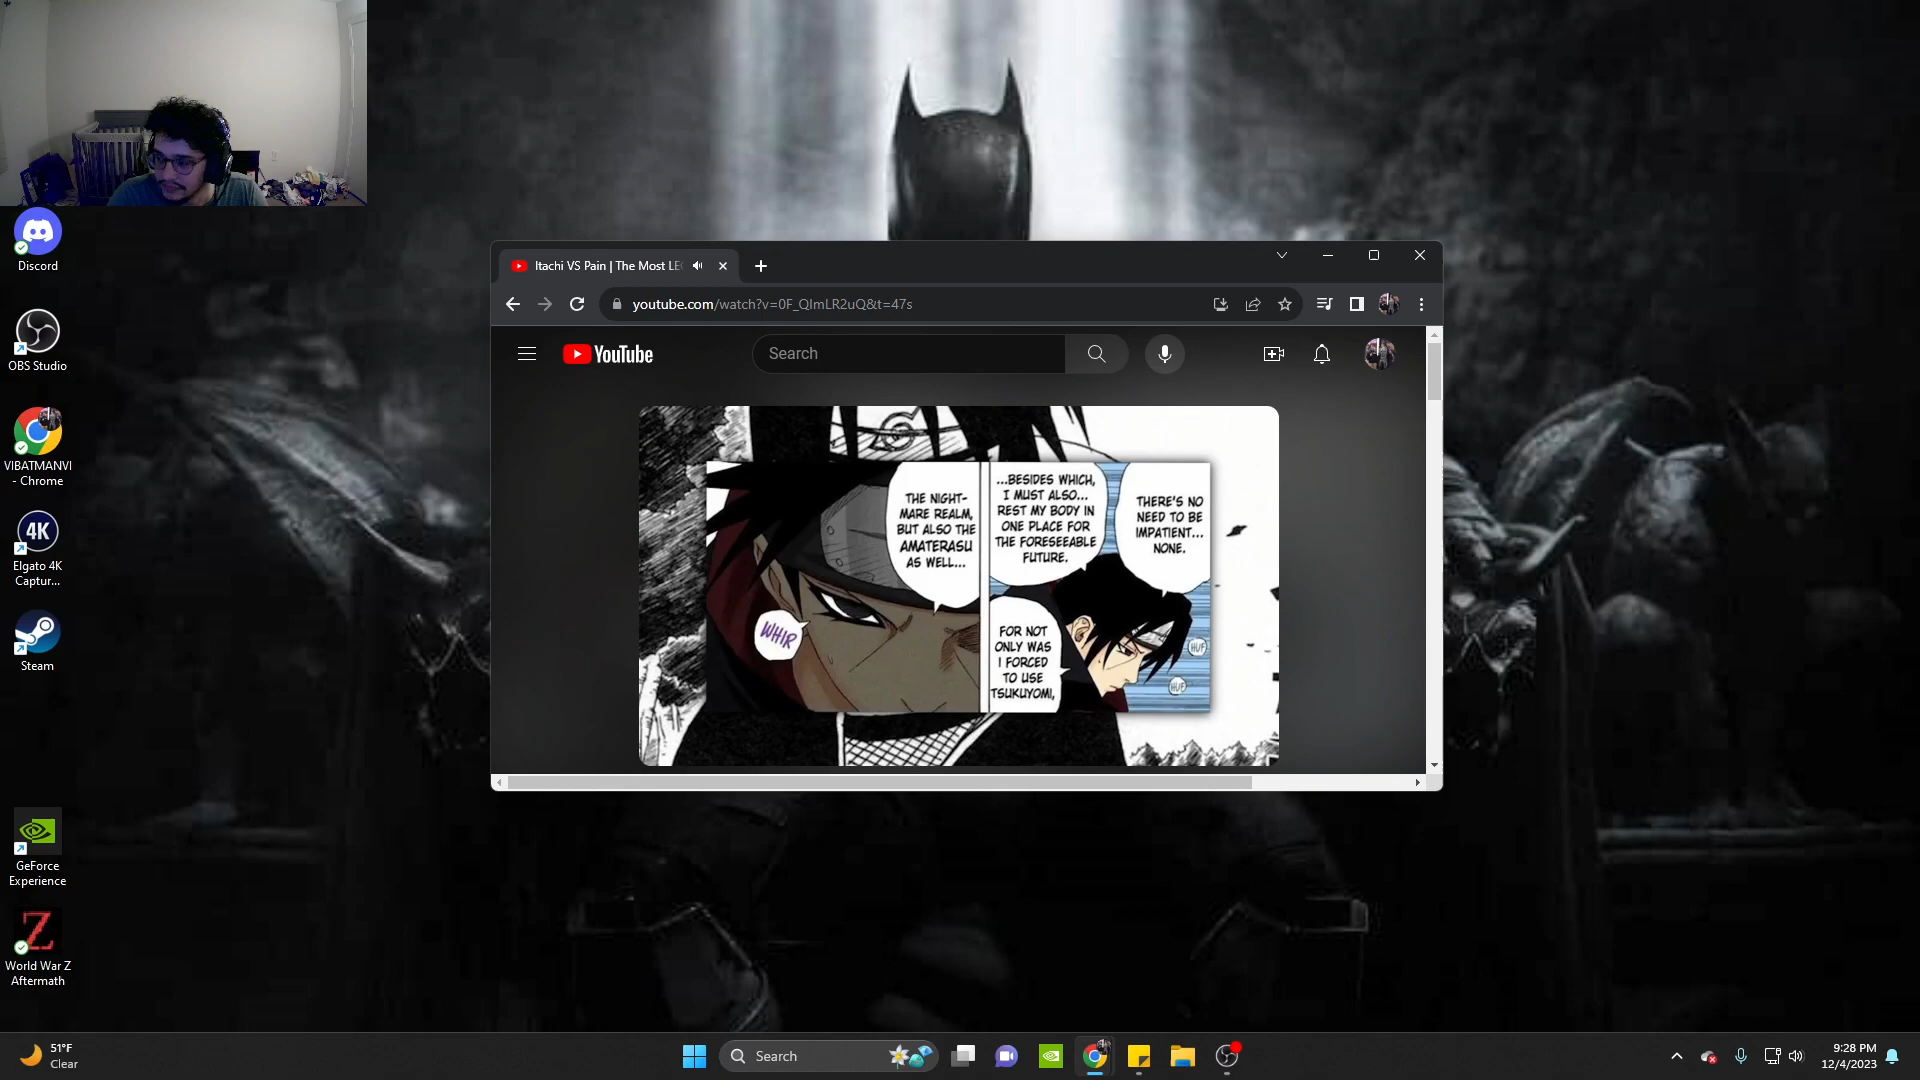 Discord
OBS Studio
VIBATMANVI
- Chrome
4K
Elgato 4K
Captur...
Steam
GeForce
Experience
Z
World War Z
Aftermath
Itachi VS Pain | The Most LE
youtube.com/watch?v=0F_QlmLR2uQ&t=47s
YouTube
Search
THE NIGHT-
MARE REALM,
BUT ALSO THE
AMATERASU
AS WELL...
WHIR
...BESIDES WHICH,
I MUST ALSO...
REST MY BODY IN
ONE PLACE FOR
THE FORESEEABLE
FUTURE.
THERE'S NO
NEED TO BE
IMPATIENT...
NONE.
FOR NOT
ONLY WAS
I FORCED
TO USE
TSUKUYOMI,
HUF
HUF
51°F
Clear
Search
9:28 PM
12/4/2023